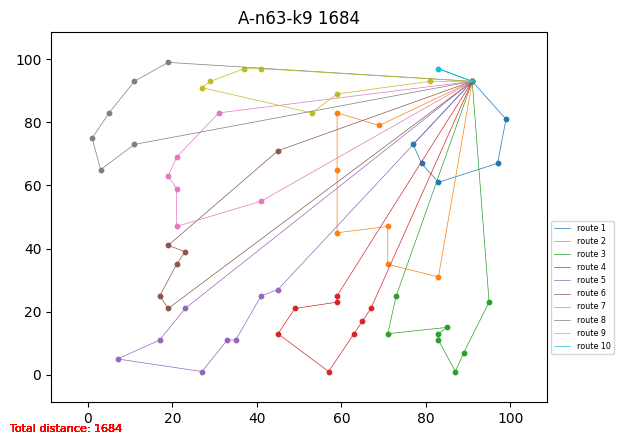 A-n63-k9 1684
100
80
60
40
20
0
0 20 40 60 80 100
route 1
route 2
route 3
route 4
route 5
route 6
route 7
route 8
route 9
route 10
Total distance: 1684